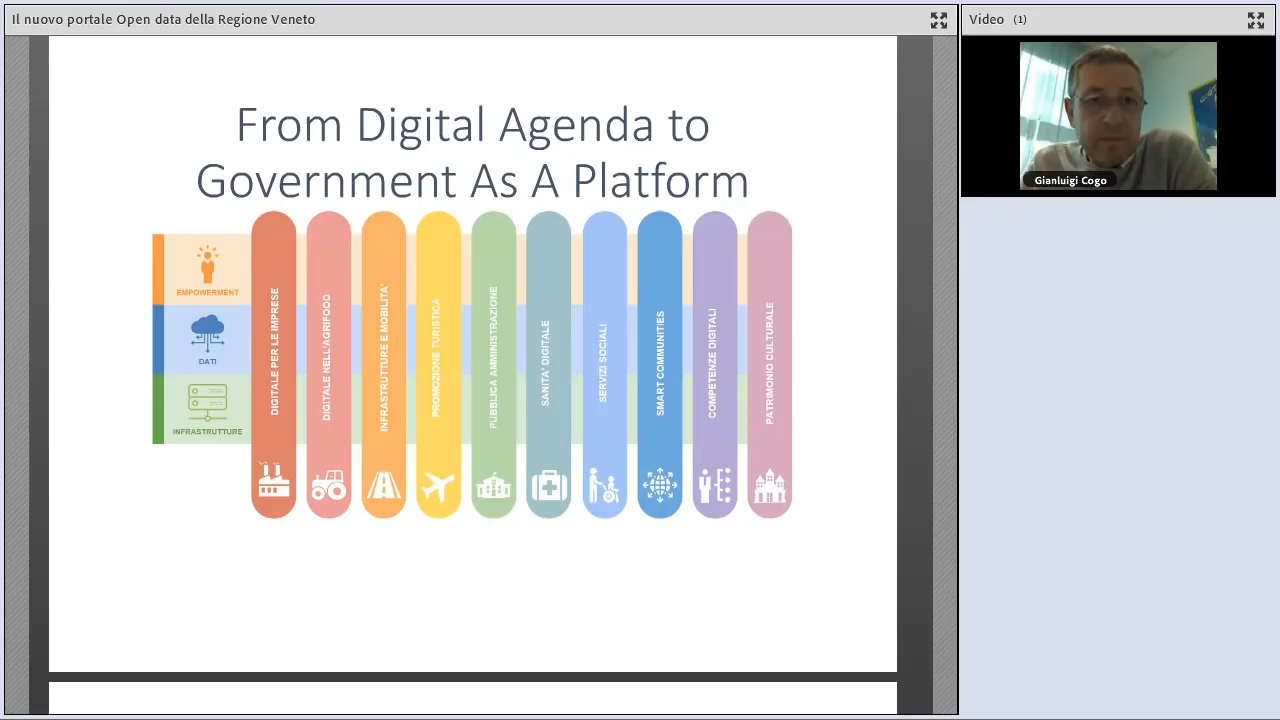 Il nuovo portale Open data della Regione Veneto
Video (1)
Gianluigi Cogo
From Digital Agenda to
Government As A Platform
EMPOWERMENT
DATI
INFRASTRUTTURE
DIGITALE PER LE IMPRESE
DIGITALE NELL'AGRIFOOD
INFRASTRUTTURE E MOBILITA'
PROMOZIONE TURISTICA
PUBBLICA AMMINISTRAZIONE
SANITA' DIGITALE
SERVIZI SOCIALI
SMART COMMUNITIES
COMPETENZE DIGITALI
PATRIMONIO CULTURALE